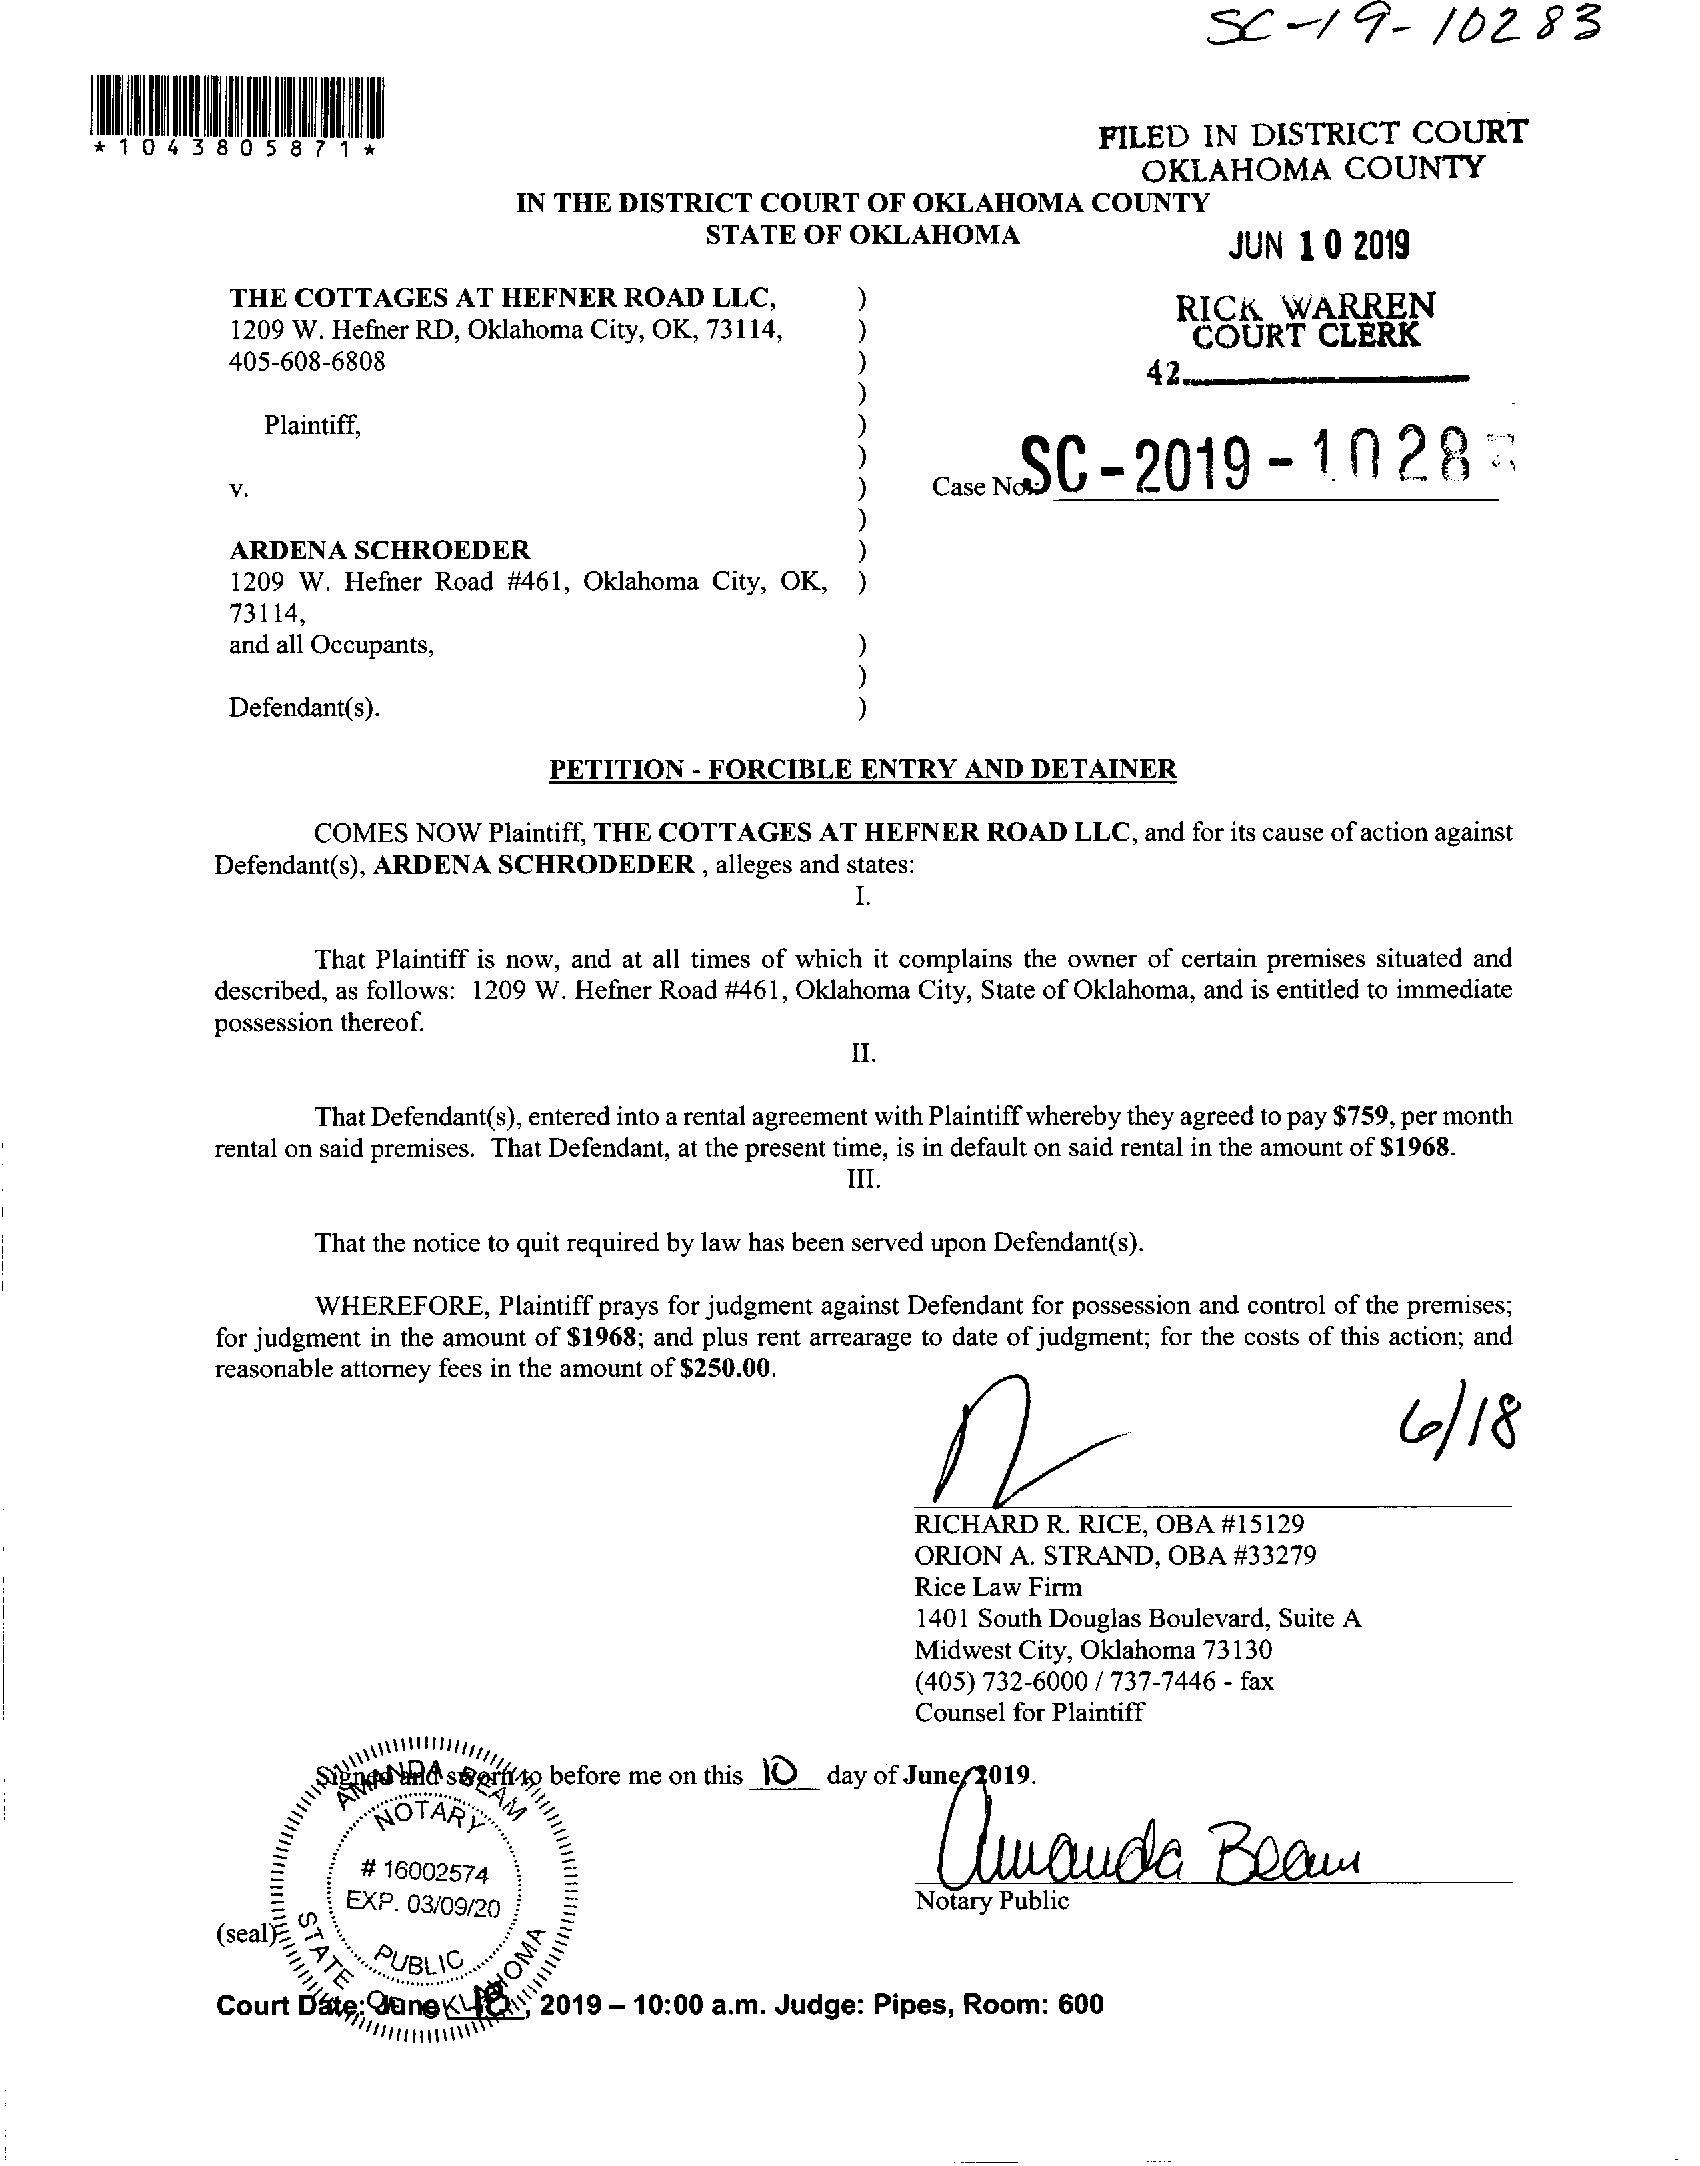 SC-19-10283
*1043805871*
FILED IN DISTRICT COURT
OKLAHOMA COUNTY
IN THE DISTRICT COURT OF OKLAHOMA COUNTY
STATE OF OKLAHOMA
JUN 10 2019
RICK WARREN
COURT CLERK
42
THE COTTAGES AT HEFNER ROAD LLC, )
1209 W. Hefner RD, Oklahoma City, OK, 73114, )
405-608-6808 )
)
Plaintiff, )
)
v. ) Case No. SC-2019-10283
)
ARDENA SCHROEDER )
1209 W. Hefner Road #461, Oklahoma City, OK, )
73114,
and all Occupants, )
)
Defendant(s). )
PETITION - FORCIBLE ENTRY AND DETAINER
COMES NOW Plaintiff, THE COTTAGES AT HEFNER ROAD LLC, and for its cause of action against
Defendant(s), ARDENA SCHRODEDER , alleges and states:
I.
That Plaintiff is now, and at all times of which it complains the owner of certain premises situated and
described, as follows: 1209 W. Hefner Road #461, Oklahoma City, State of Oklahoma, and is entitled to immediate
possession thereof.
II.
That Defendant(s), entered into a rental agreement with Plaintiff whereby they agreed to pay $759, per month
rental on said premises. That Defendant, at the present time, is in default on said rental in the amount of $1968.
III.
That the notice to quit required by law has been served upon Defendant(s).
WHEREFORE, Plaintiff prays for judgment against Defendant for possession and control of the premises;
for judgment in the amount of $1968; and plus rent arrearage to date of judgment; for the costs of this action; and
reasonable attorney fees in the amount of $250.00.
6/18
RICHARD R. RICE, OBA #15129
ORION A. STRAND, OBA #33279
Rice Law Firm
1401 South Douglas Boulevard, Suite A
Midwest City, Oklahoma 73130
(405) 732-6000 / 737-7446 - fax
Counsel for Plaintiff
Signed and sworn to before me on this 10 day of June, 2019.
Amanda Beam
Notary Public
AMANDA BEAM
NOTARY
# 16002574
EXP. 03/09/20
PUBLIC
STATE OF OKLAHOMA
(seal)
Court Date: June 18, 2019 – 10:00 a.m. Judge: Pipes, Room: 600